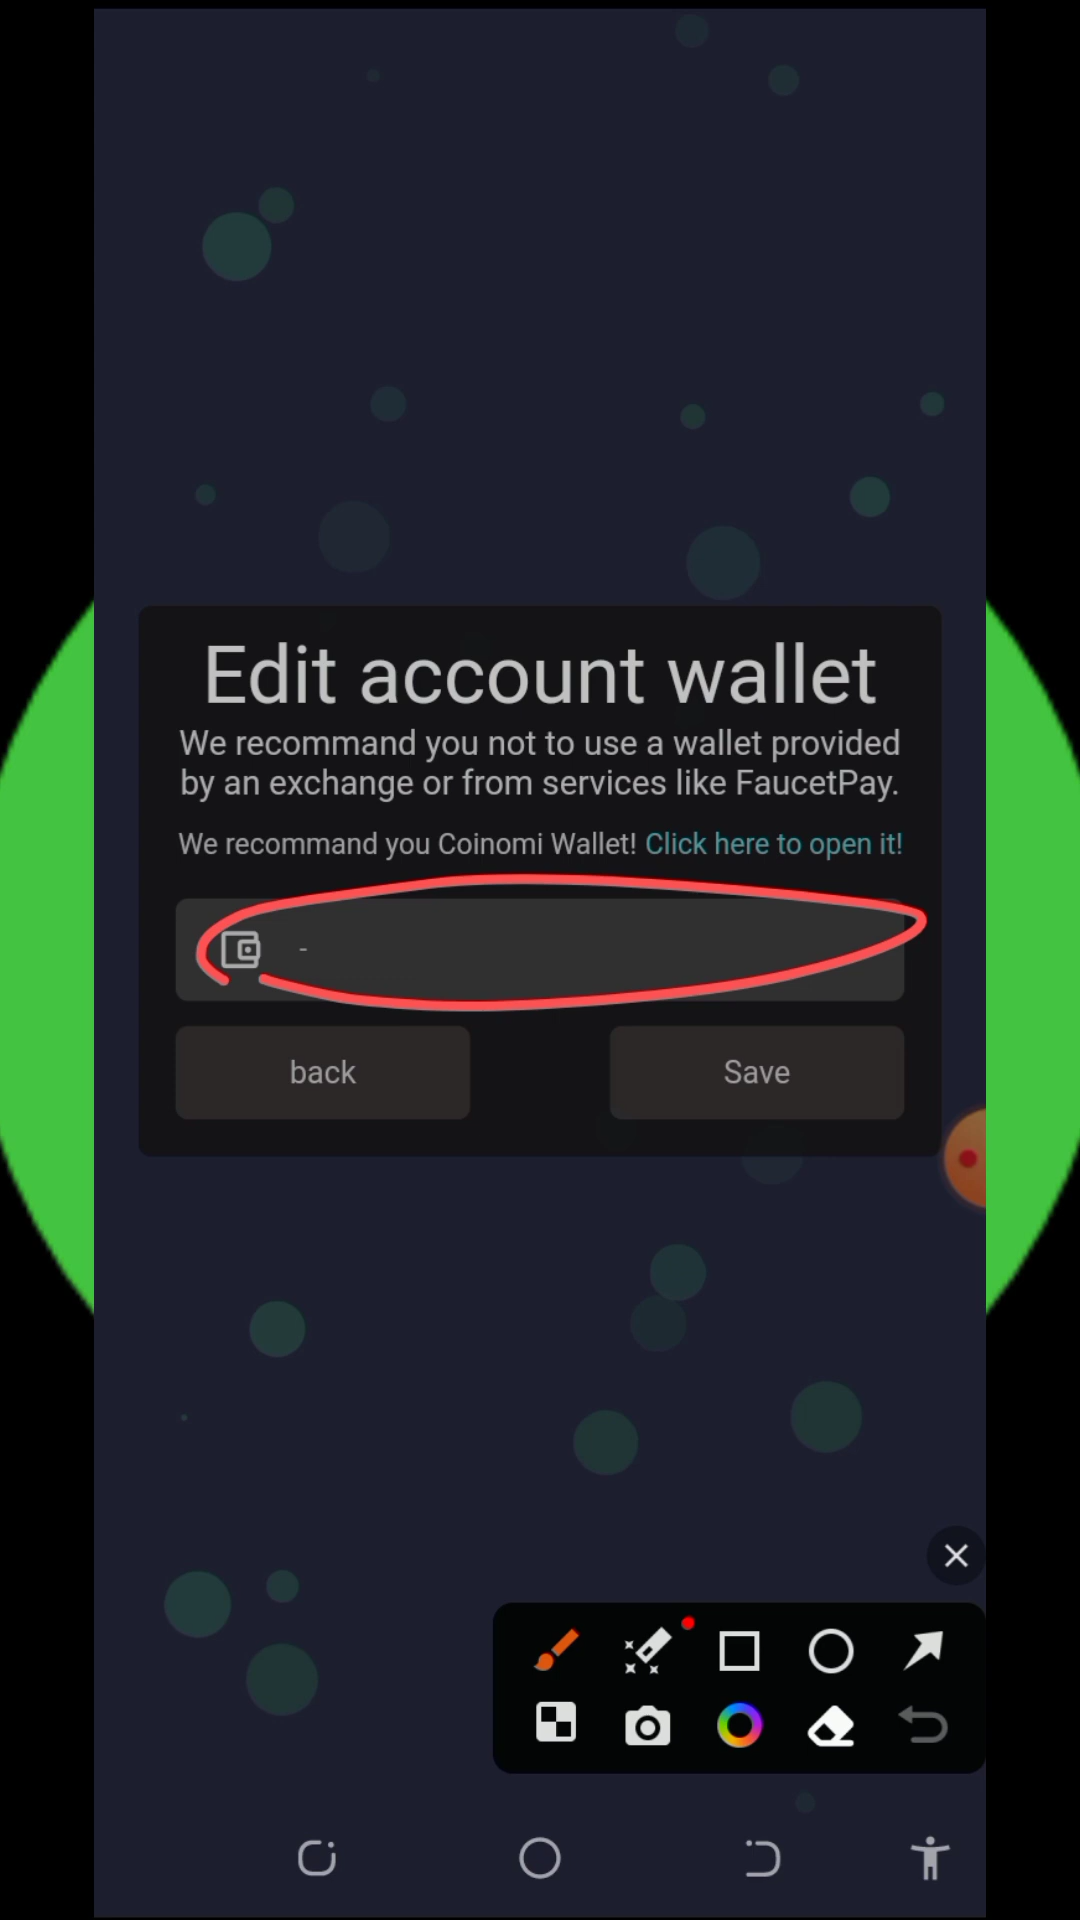 Edit account wallet
We recommand you not to use a wallet provided
by an exchange or from services like FaucetPay.
We recommand you Coinomi Wallet! Click here to open it!
-
back
Save